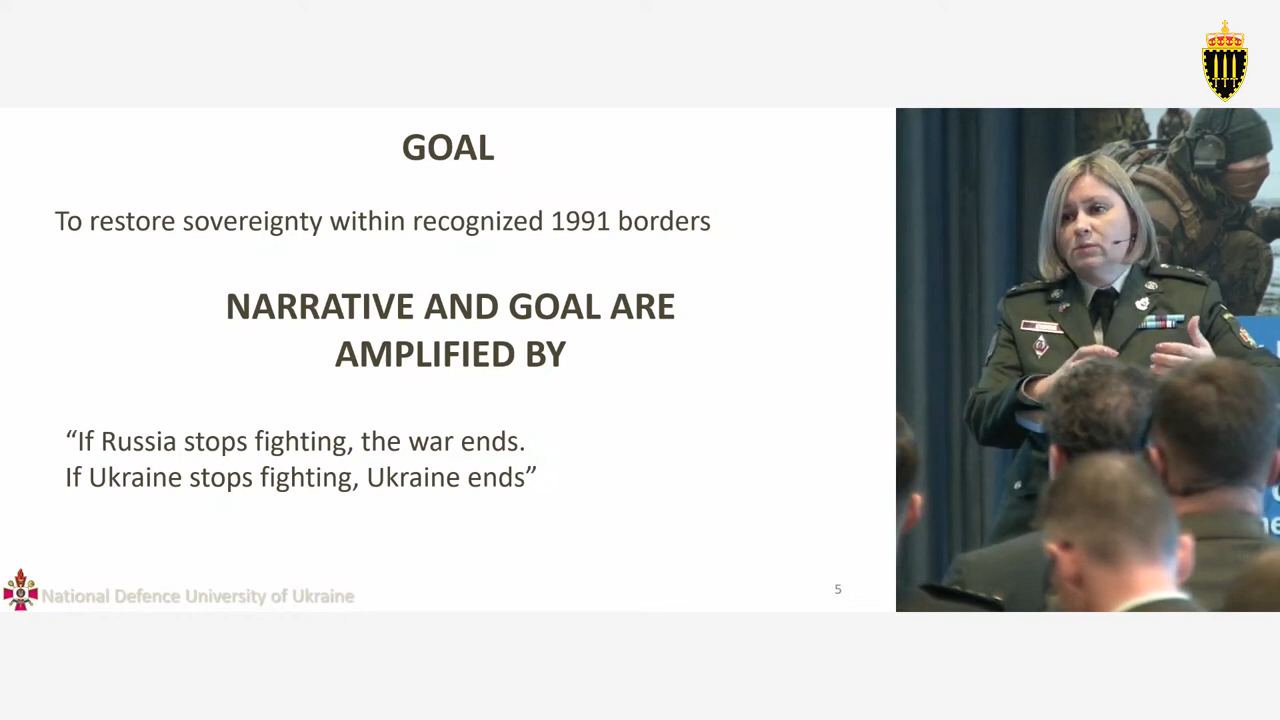 GOAL
To restore sovereignty within recognized 1991 borders
NARRATIVE AND GOAL ARE
AMPLIFIED BY
“If Russia stops fighting, the war ends.
If Ukraine stops fighting, Ukraine ends”
National Defence University of Ukraine
5